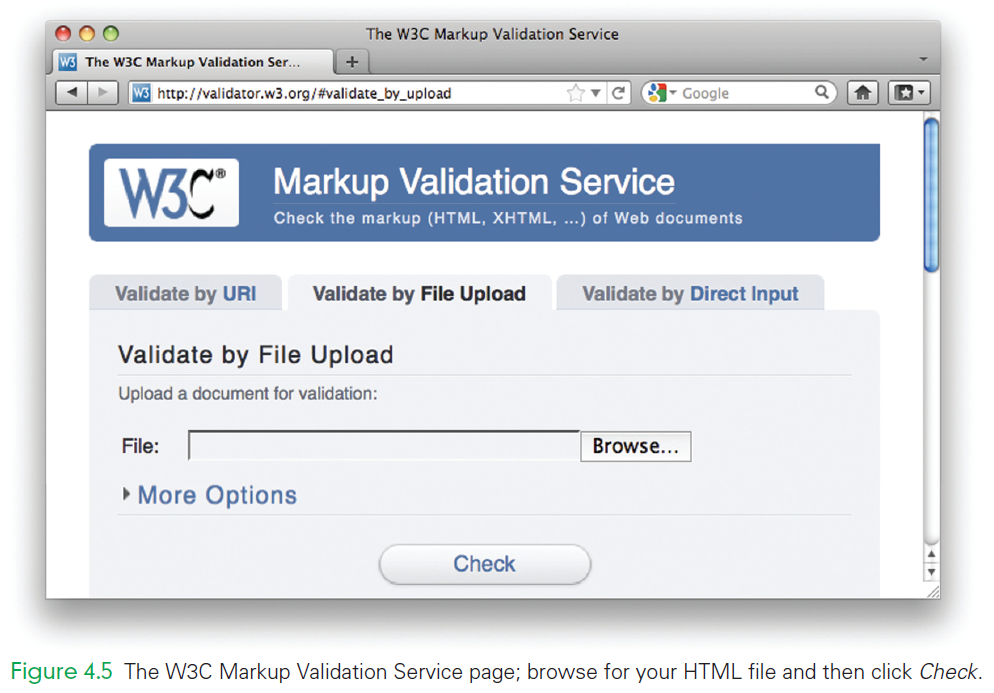 The W3C Markup Validation Service
W3 The W3C Markup Validation Ser... +
W3 http://validator.w3.org/#validate_by_upload Google
W3C® Markup Validation Service
Check the markup (HTML, XHTML, ...) of Web documents
Validate by URI Validate by File Upload Validate by Direct Input
Validate by File Upload
Upload a document for validation:
File: Browse...
More Options
Check
Figure 4.5 The W3C Markup Validation Service page; browse for your HTML file and then click Check.